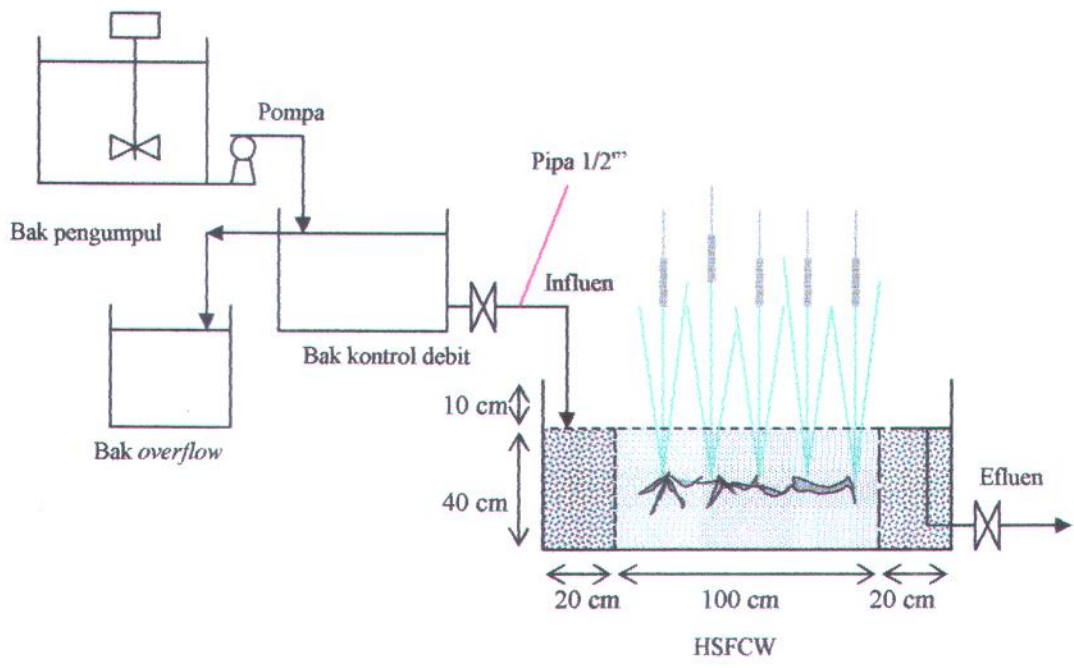 Pompa
Pipa 1/2"
Bak pengumpul
Influen
Bak kontrol debit
10 cm
Bak overflow
40 cm
Efluen
20 cm
100 cm
20 cm
HSFCW